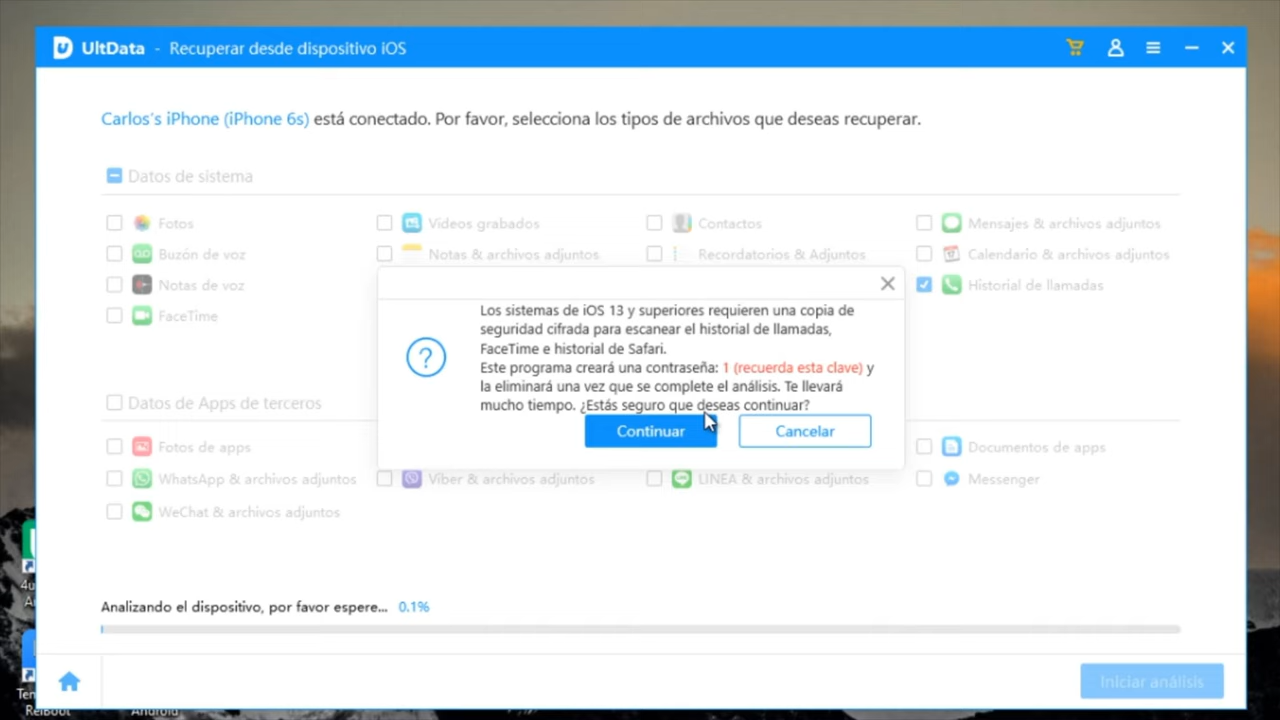 UltData - Recuperar desde dispositivo iOS
Carlos's iPhone (iPhone 6s) está conectado. Por favor, selecciona los tipos de archivos que deseas recuperar.
Datos de sistema
Fotos
Vídeos grabados
Contactos
Mensajes & archivos adjuntos
Buzón de voz
Notas & archivos adjuntos
Recordatorios & Adjuntos
Calendario & archivos adjuntos
Notas de voz
Historial de llamadas
FaceTime
Los sistemas de iOS 13 y superiores requieren una copia de
seguridad cifrada para escanear el historial de llamadas,
FaceTime e historial de Safari.
Este programa creará una contraseña: 1 (recuerda esta clave) y
la eliminará una vez que se complete el análisis. Te llevará
mucho tiempo. ¿Estás seguro que deseas continuar?
Continuar
Cancelar
Datos de Apps de terceros
Fotos de apps
Documentos de apps
WhatsApp & archivos adjuntos
Viber & archivos adjuntos
LINEA & archivos adjuntos
Messenger
WeChat & archivos adjuntos
Analizando el dispositivo, por favor espere... 0.1%
Iniciar análisis
ReiBoot
Android